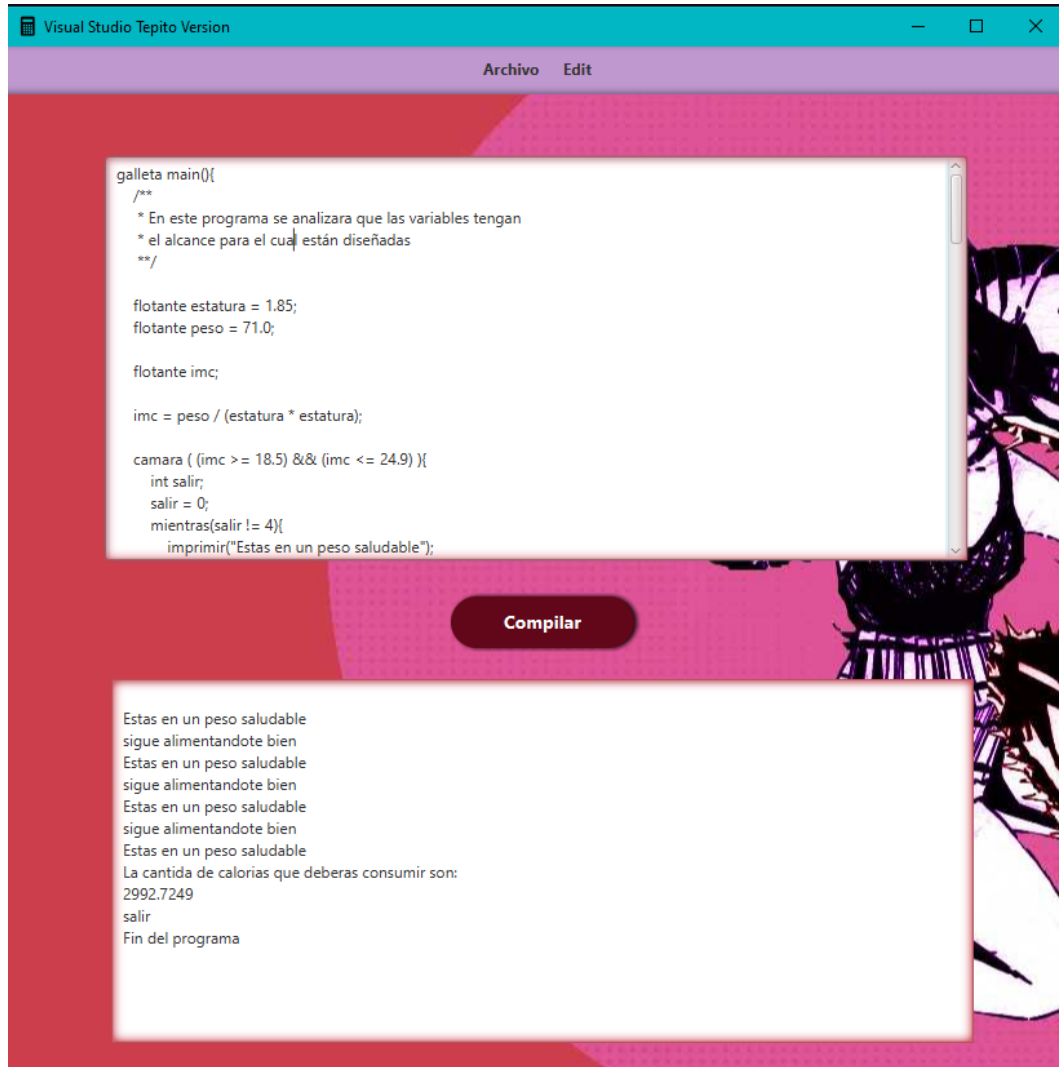 Visual Studio Tepito Version
Archivo Edit
galleta main(){
/**
* En este programa se analizara que las variables tengan
* el alcance para el cual están diseñadas
**/
flotante estatura = 1.85;
flotante peso = 71.0;
flotante imc;
imc = peso / (estatura * estatura);
camara ( (imc >= 18.5) && (imc <= 24.9) ){
int salir;
salir = 0;
mientras(salir != 4){
imprimir("Estas en un peso saludable");
Compilar
Estas en un peso saludable
sigue alimentandote bien
Estas en un peso saludable
sigue alimentandote bien
Estas en un peso saludable
sigue alimentandote bien
Estas en un peso saludable
La cantida de calorias que deberas consumir son:
2992.7249
salir
Fin del programa